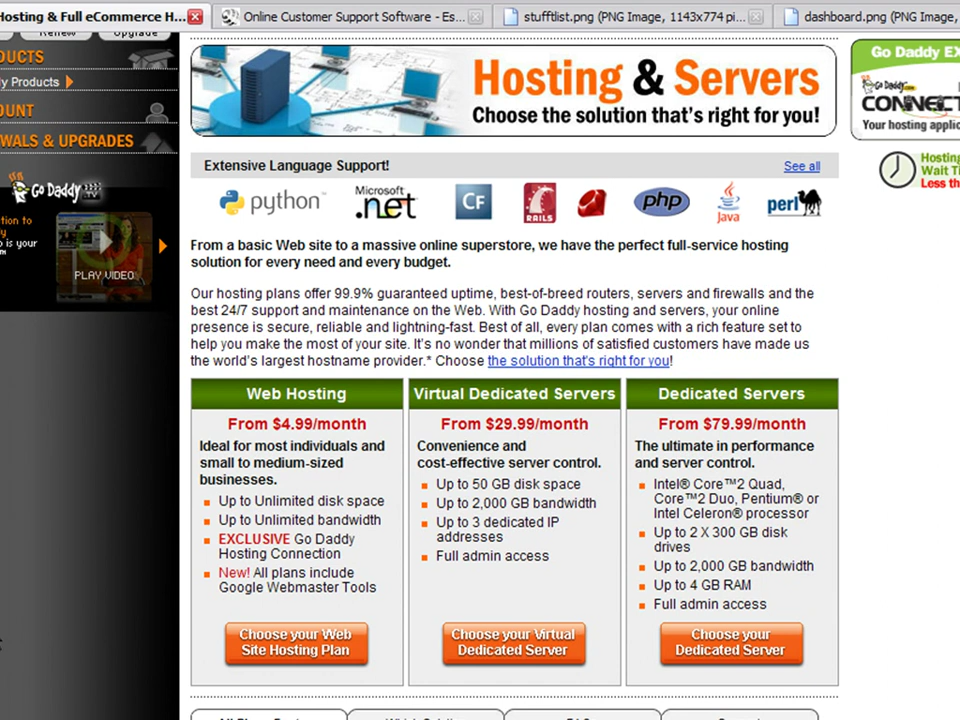 Hosting & Full eCommerce H...
Online Customer Support Software - Es...
stufftlist.png (PNG Image, 1143x774 pi...
dashboard.png (PNG Image,
Renew
Upgrade
DUCTS
y Products
OUNT
WALS & UPGRADES
Go Daddy
tion to
y
o is your
m
PLAY VIDEO
Hosting & Servers
Choose the solution that's right for you!
Go Daddy EX
Go Daddy.com
CONNECT
Your hosting applic
Hosting
Wait Ti
Less th
Extensive Language Support!
See all
python
Microsoft
.net
CF
RAILS
php
Java
perl
From a basic Web site to a massive online superstore, we have the perfect full-service hosting
solution for every need and every budget.
Our hosting plans offer 99.9% guaranteed uptime, best-of-breed routers, servers and firewalls and the
best 24/7 support and maintenance on the Web. With Go Daddy hosting and servers, your online
presence is secure, reliable and lightning-fast. Best of all, every plan comes with a rich feature set to
help you make the most of your site. It's no wonder that millions of satisfied customers have made us
the world's largest hostname provider.* Choose the solution that's right for you!
Web Hosting
From $4.99/month
Ideal for most individuals and
small to medium-sized
businesses.
Up to Unlimited disk space
Up to Unlimited bandwidth
EXCLUSIVE Go Daddy
Hosting Connection
New! All plans include
Google Webmaster Tools
Choose your Web
Site Hosting Plan
Virtual Dedicated Servers
From $29.99/month
Convenience and
cost-effective server control.
Up to 50 GB disk space
Up to 2,000 GB bandwidth
Up to 3 dedicated IP
addresses
Full admin access
Choose your Virtual
Dedicated Server
Dedicated Servers
From $79.99/month
The ultimate in performance
and server control.
Intel® Core™2 Quad,
Core™2 Duo, Pentium® or
Intel Celeron® processor
Up to 2 X 300 GB disk
drives
Up to 2,000 GB bandwidth
Up to 4 GB RAM
Full admin access
Choose your
Dedicated Server